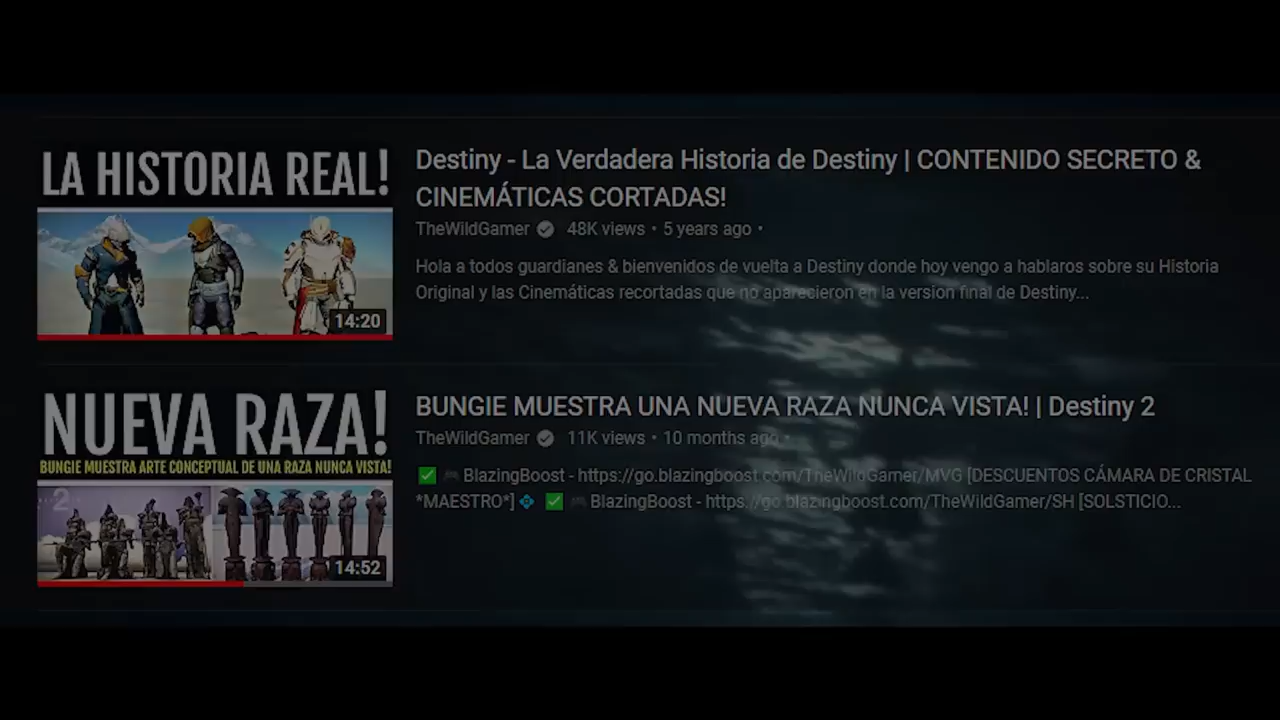 LA HISTORIA REAL!
14:20
Destiny - La Verdadera Historia de Destiny | CONTENIDO SECRETO &
CINEMÁTICAS CORTADAS!
TheWildGamer 48K views • 5 years ago •
Hola a todos guardianes & bienvenidos de vuelta a Destiny donde hoy vengo a hablaros sobre su Historia
Original y las Cinemáticas recortadas que no aparecieron en la version final de Destiny...
NUEVA RAZA!
BUNGIE MUESTRA ARTE CONCEPTUAL DE UNA RAZA NUNCA VISTA!
2
14:52
BUNGIE MUESTRA UNA NUEVA RAZA NUNCA VISTA! | Destiny 2
TheWildGamer 11K views • 10 months ago •
✅ 🎮 BlazingBoost - https://go.blazingboost.com/TheWildGamer/MVG [DESCUENTOS CÁMARA DE CRISTAL
*MAESTRO*] 💠 ✅ 🎮 BlazingBoost - https://go.blazingboost.com/TheWildGamer/SH [SOLSTICIO...